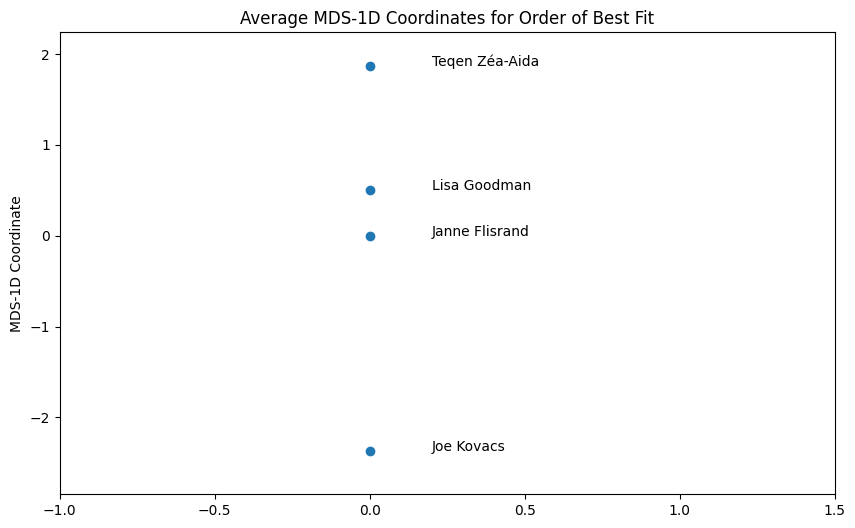 Average MDS-1D Coordinates for Order of Best Fit
2
Teqen Zéa-Aida
1
Lisa Goodman
0
Janne Flisrand
MDS-1D Coordinate
−1
−2
Joe Kovacs
−1.0 −0.5 0.0 0.5 1.0 1.5